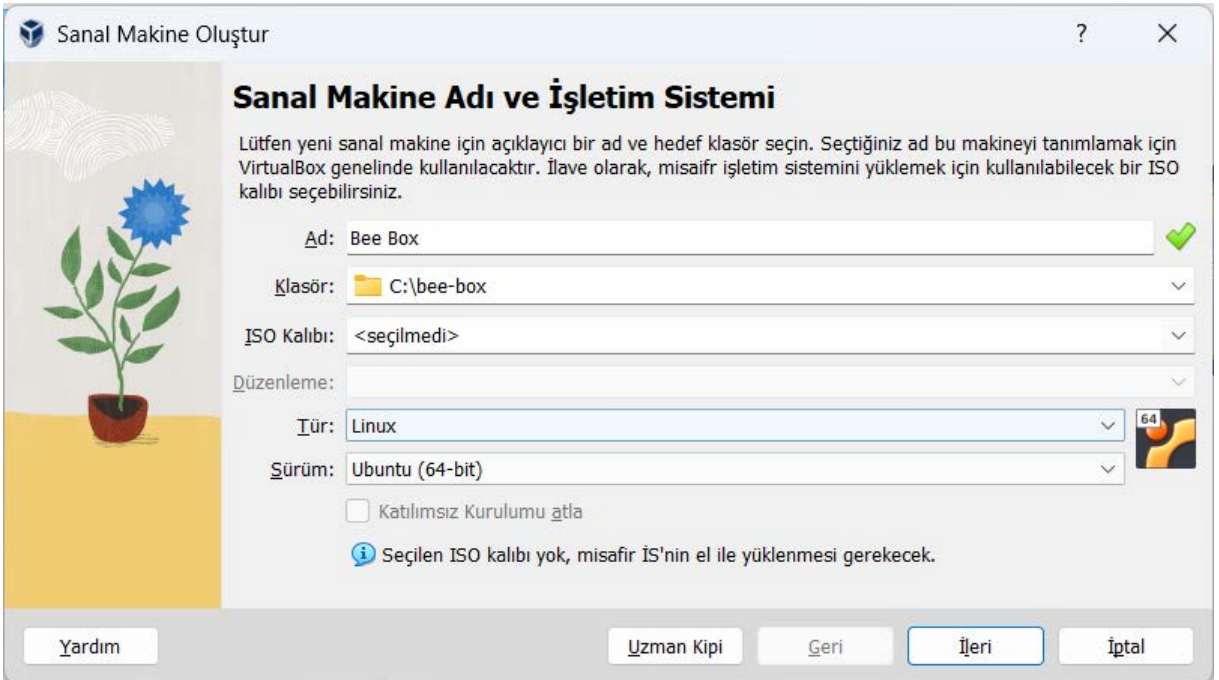 Sanal Makine Oluştur
?
Sanal Makine Adı ve İşletim Sistemi
Lütfen yeni sanal makine için açıklayıcı bir ad ve hedef klasör seçin. Seçtiğiniz ad bu makineyi tanımlamak için
VirtualBox genelinde kullanılacaktır. İlave olarak, misaifr işletim sistemini yüklemek için kullanılabilecek bir ISO
kalıbı seçebilirsiniz.
Ad: Bee Box
Klasör: C:\bee-box
ISO Kalıbı: <seçilmedi>
Düzenleme:
Tür: Linux
64
Sürüm: Ubuntu (64-bit)
Katılımsız Kurulumu atla
Seçilen ISO kalıbı yok, misafir İS'nin el ile yüklenmesi gerekecek.
Yardım Uzman Kipi Geri İleri İptal